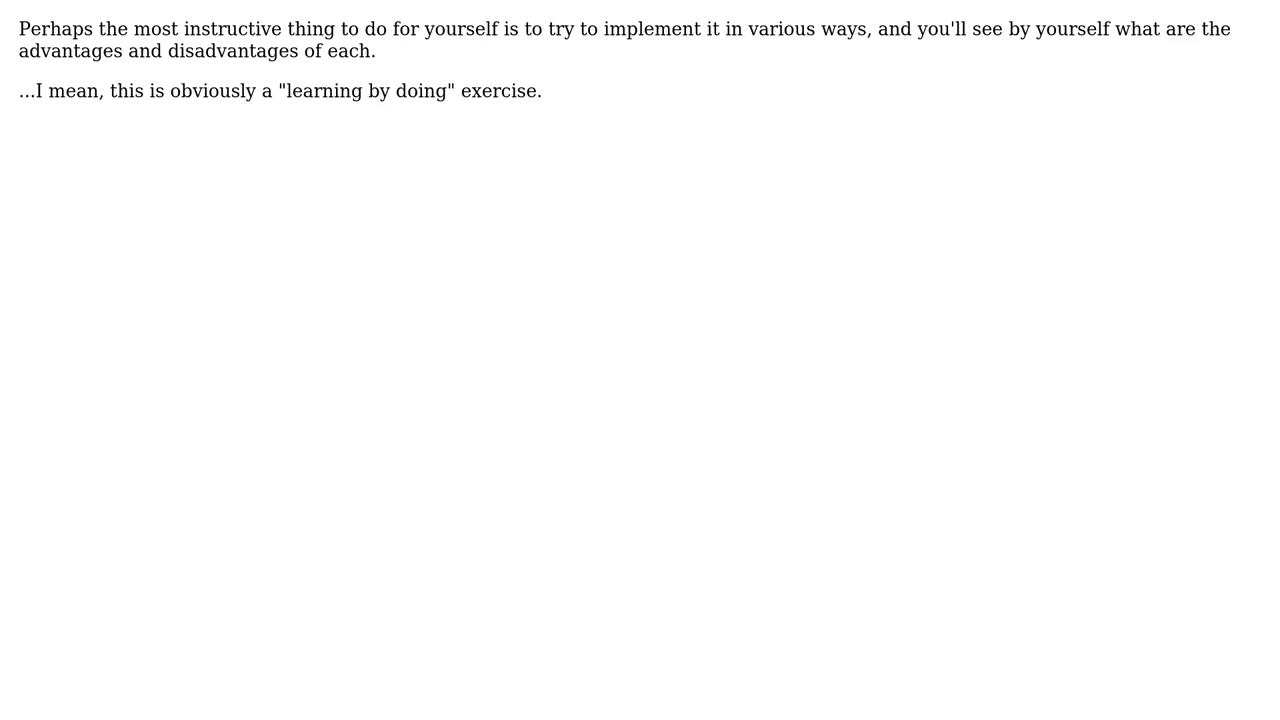 Perhaps the most instructive thing to do for yourself is to try to implement it in various ways, and you'll see by yourself what are the
advantages and disadvantages of each.
...I mean, this is obviously a "learning by doing" exercise.